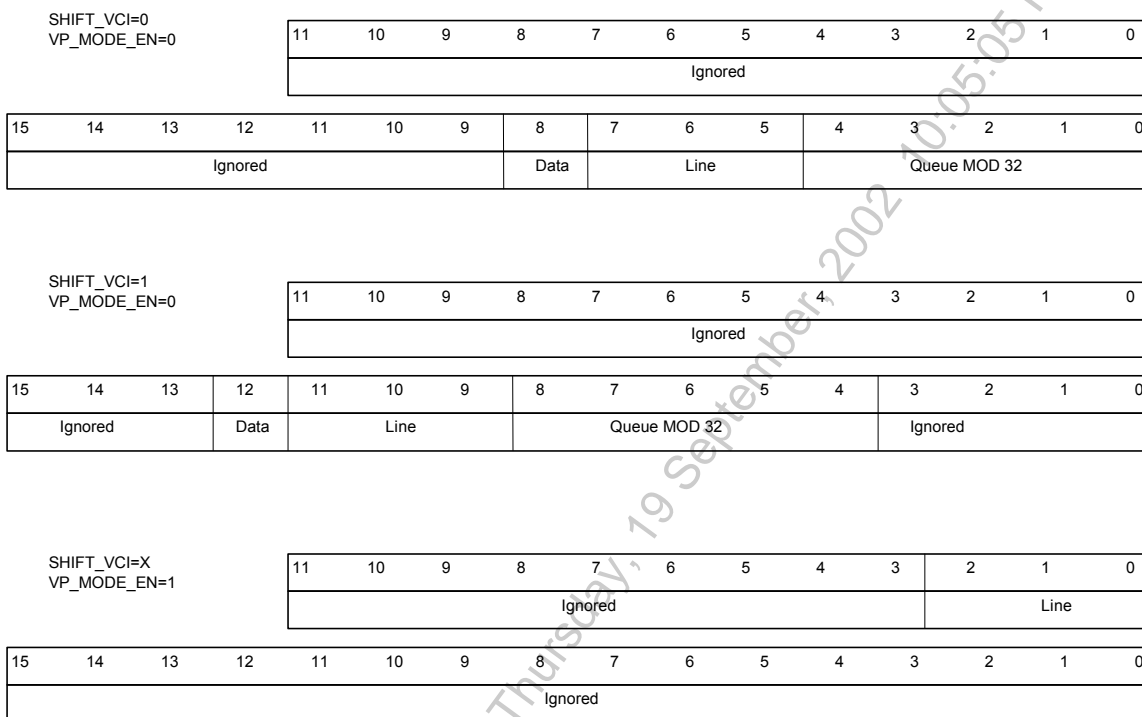 SHIFT_VCI=0
VP_MODE_EN=0
11 10 9 8 7 6 5 4 3 2 1 0
Ignored
15 14 13 12 11 10 9 8 7 6 5 4 3 2 1 0
Ignored Data Line Queue MOD 32
SHIFT_VCI=1
VP_MODE_EN=0
11 10 9 8 7 6 5 4 3 2 1 0
Ignored
15 14 13 12 11 10 9 8 7 6 5 4 3 2 1 0
Ignored Data Line Queue MOD 32 Ignored
SHIFT_VCI=X
VP_MODE_EN=1
11 10 9 8 7 6 5 4 3 2 1 0
Ignored Line
15 14 13 12 11 10 9 8 7 6 5 4 3 2 1 0
Ignored
Thursday, 19 September, 2002 10:05:05